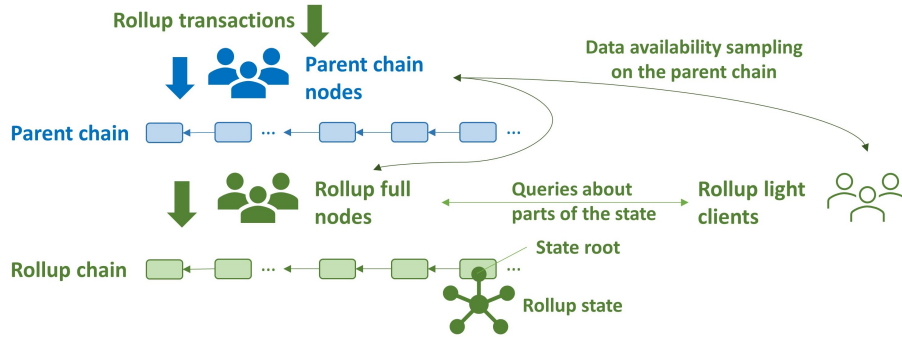 Rollup transactions
Data availability sampling
on the parent chain
Parent chain
nodes
Parent chain
...
...
Rollup full
nodes
Queries about
parts of the state
Rollup light
clients
State root
Rollup chain
...
...
Rollup state